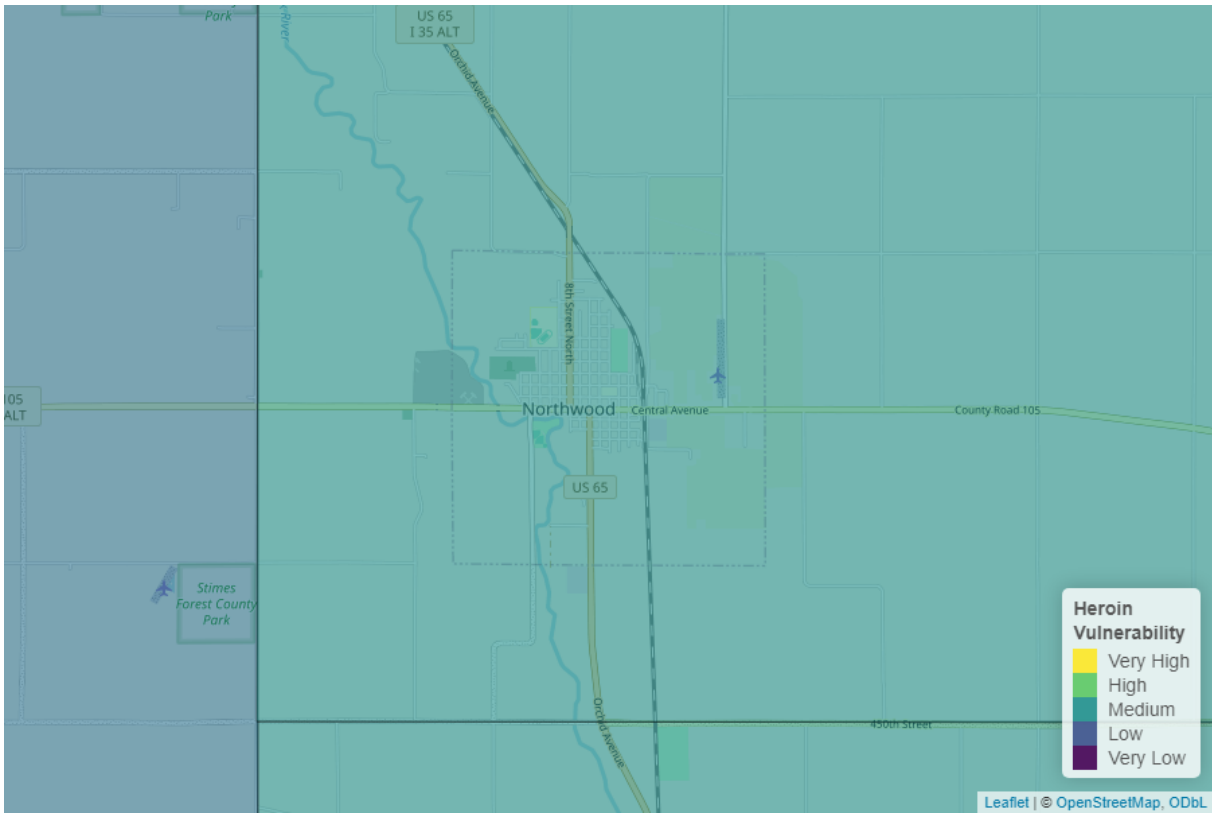 Park
River
US 65
I 35 ALT
Orchid Avenue
8th Street North
105
ALT
Northwood
Central Avenue
County Road 105
US 65
Stimes
Forest County
Park
Orchid Avenue
450th Street
Heroin
Vulnerability
Very High
High
Medium
Low
Very Low
Leaflet | © OpenStreetMap, ODbL